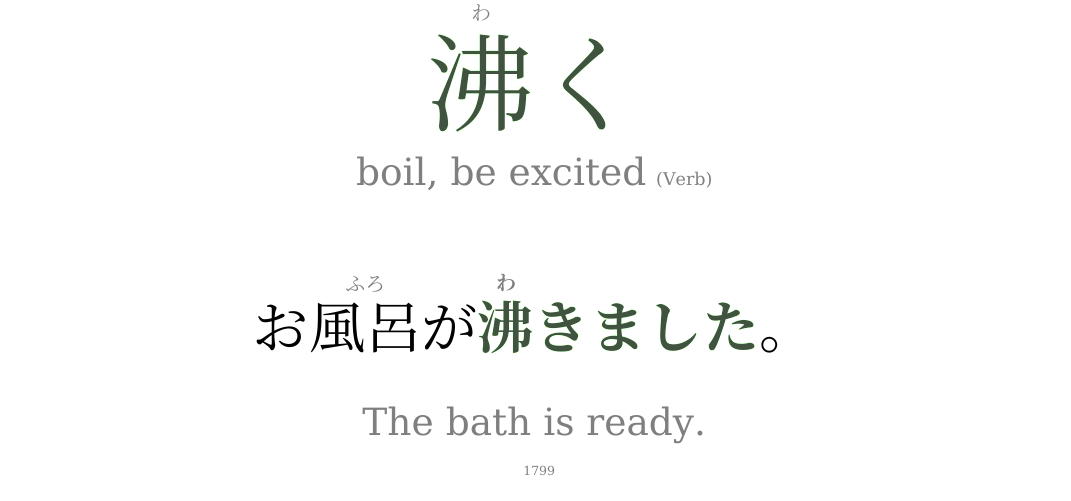 わ
沸く
boil, be excited (Verb)
ふろ わ
お風呂が沸きました。
The bath is ready.
1799